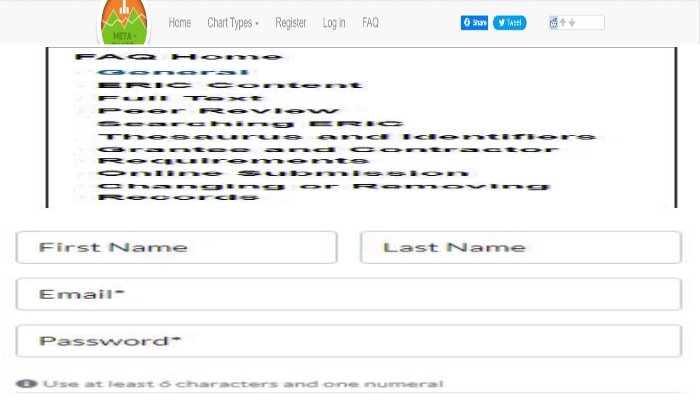 META -
Home Chart Types Register Log in FAQ
Share Tweet
FAQ Home
General
ERIC Content
Full Text
Peer Review
Searching ERIC
Thesaurus and Identifiers
Grantee and Contractor
Requirements
Online Submission
Changing or Removing
Records
First Name Last Name
Email*
Password*
Use at least 6 characters and one numeral